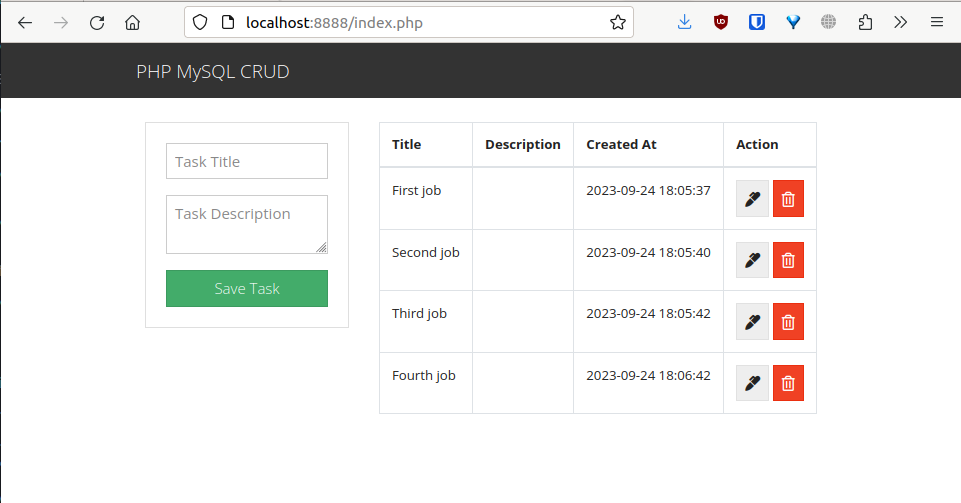 localhost:8888/index.php
PHP MySQL CRUD
Task Title
Task Description
Save Task
Title Description Created At Action
First job 2023-09-24 18:05:37
Second job 2023-09-24 18:05:40
Third job 2023-09-24 18:05:42
Fourth job 2023-09-24 18:06:42